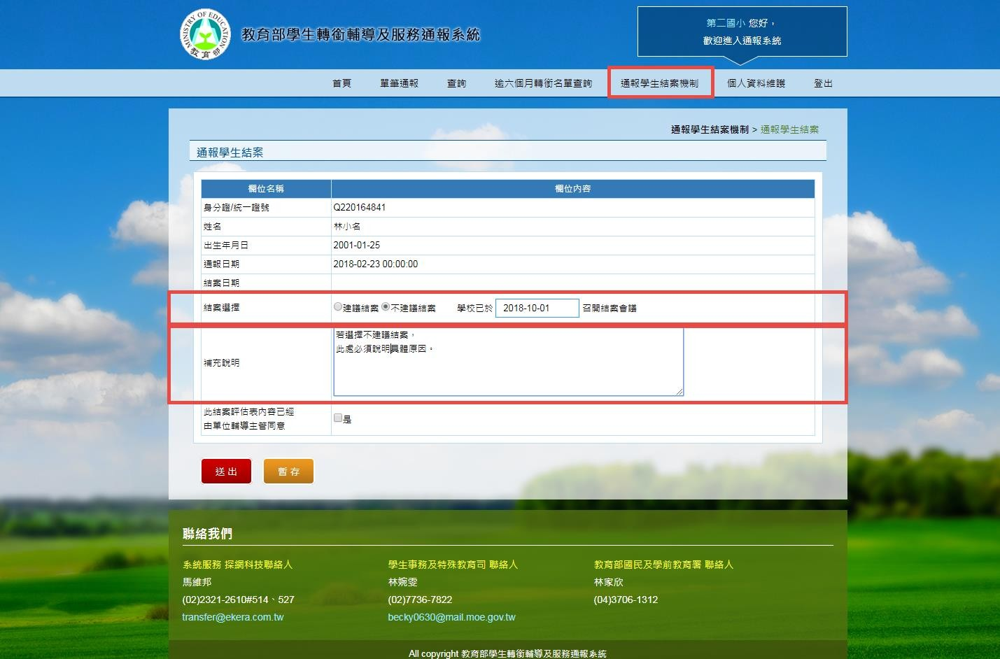 MINISTRY OF EDUCATION
教育部
教育部學生轉銜輔導及服務通報系統
第二國小 您好，
歡迎進入通報系統
首頁
單筆通報
查詢
逾六個月轉銜名單查詢
通報學生結案機制
個人資料維護
登出
通報學生結案機制 > 通報學生結案
通報學生結案
欄位名稱 欄位內容
身分證/統一證號 Q220164841
姓名 林小名
出生年月日 2001-01-25
通報日期 2018-02-23 00:00:00
結案日期
結案選擇 建議結案 不建議結案 學校已於 2018-10-01 召開結案會議
若選擇不建議結案，
此處必須說明具體原因。
補充說明
此結案評估表內容已經
由單位輔導主管同意
是
送出 暫存
聯絡我們
系統服務 探網科技聯絡人
馬維邦
(02)2321-2610#514、527
transfer@ekera.com.tw
學生事務及特殊教育司 聯絡人
林婉雯
(02)7736-7822
becky0630@mail.moe.gov.tw
教育部國民及學前教育署 聯絡人
林家欣
(04)3706-1312
All copyright 教育部學生轉銜輔導及服務通報系統